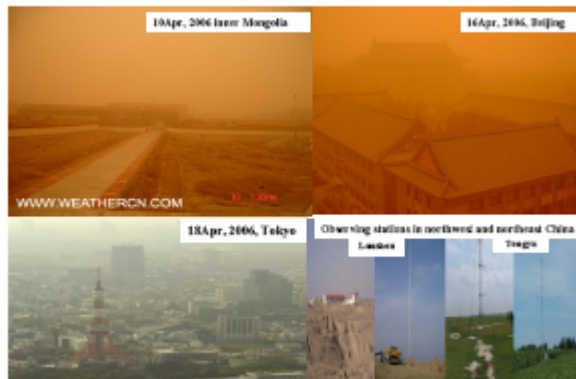 10Apr, 2006 inner Mongolia
16Apr, 2006, Beijing
WWW.WEATHERCN.COM
18Apr, 2006, Tokyo
Observing stations in northwest and northeast China
Lanzhou
Tongyu